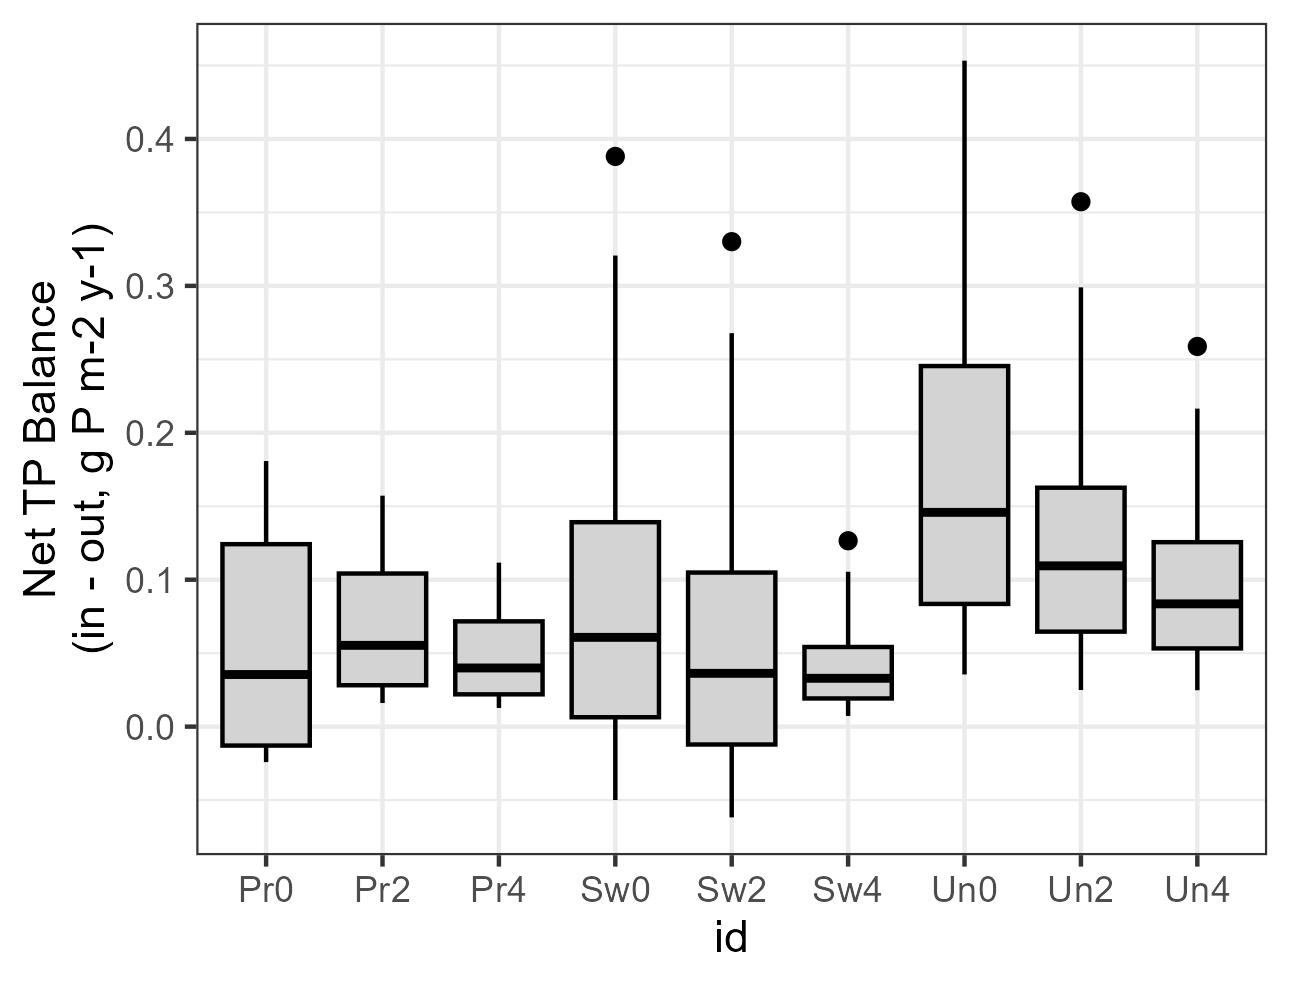 Net TP Balance
(in - out, g P m-2 y-1)
0.4
0.3
0.2
0.1
0.0
Pr0 Pr2 Pr4 Sw0 Sw2 Sw4 Un0 Un2 Un4
id